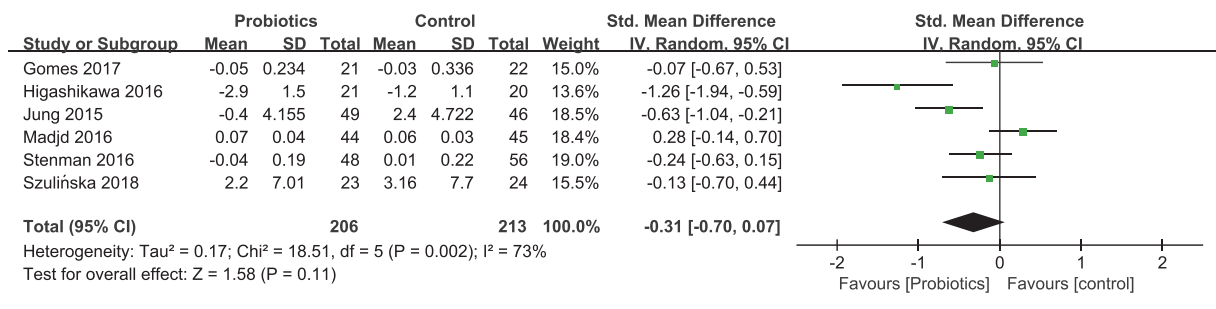 Probiotics Control Std. Mean Difference Std. Mean Difference
Study or Subgroup Mean SD Total Mean SD Total Weight IV, Random, 95% CI IV, Random, 95% CI
Gomes 2017 -0.05 0.234 21 -0.03 0.336 22 15.0% -0.07 [-0.67, 0.53]
Higashikawa 2016 -2.9 1.5 21 -1.2 1.1 20 13.6% -1.26 [-1.94, -0.59]
Jung 2015 -0.4 4.155 49 2.4 4.722 46 18.5% -0.63 [-1.04, -0.21]
Madjd 2016 0.07 0.04 44 0.06 0.03 45 18.4% 0.28 [-0.14, 0.70]
Stenman 2016 -0.04 0.19 48 0.01 0.22 56 19.0% -0.24 [-0.63, 0.15]
Szulińska 2018 2.2 7.01 23 3.16 7.7 24 15.5% -0.13 [-0.70, 0.44]
Total (95% CI) 206 213 100.0% -0.31 [-0.70, 0.07]
Heterogeneity: Tau² = 0.17; Chi² = 18.51, df = 5 (P = 0.002); I² = 73%
Test for overall effect: Z = 1.58 (P = 0.11)
-2 -1 0 1 2
Favours [Probiotics] Favours [control]